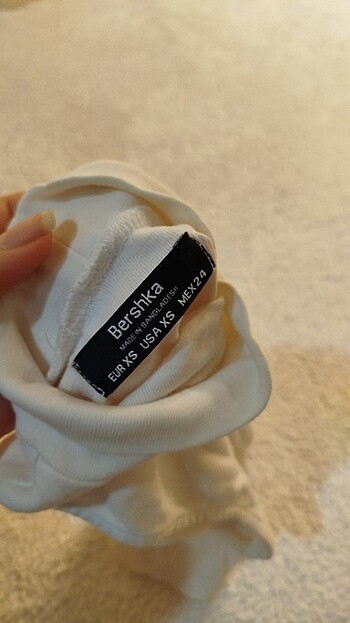 Bershka
MADE IN BANGLADESH
EUR XS USA XS MEX 24